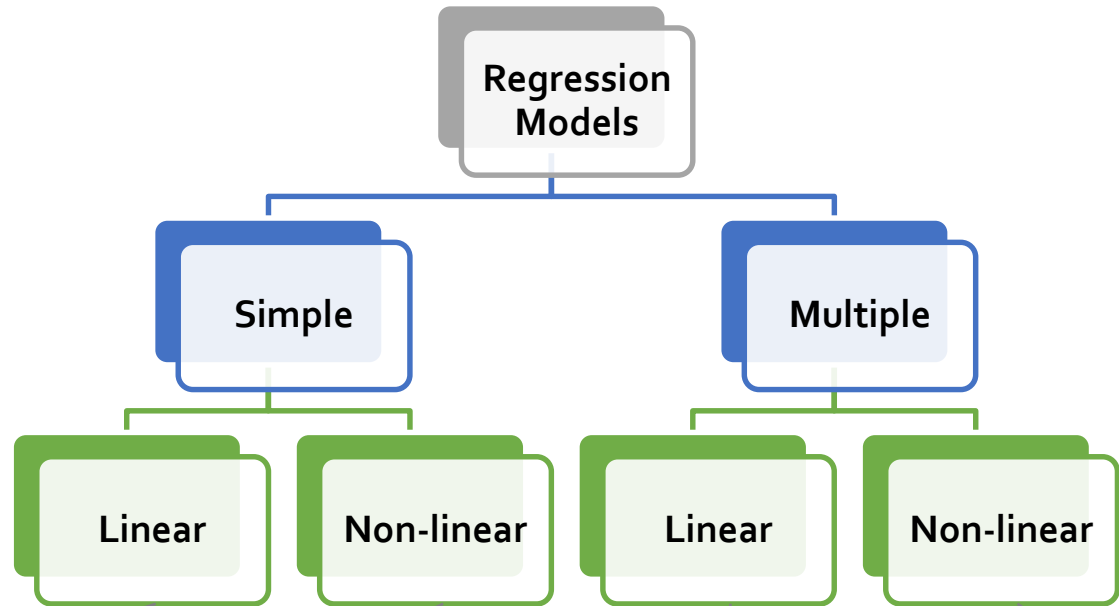 Regression
Models
Simple
Multiple
Linear
Non-linear
Linear
Non-linear